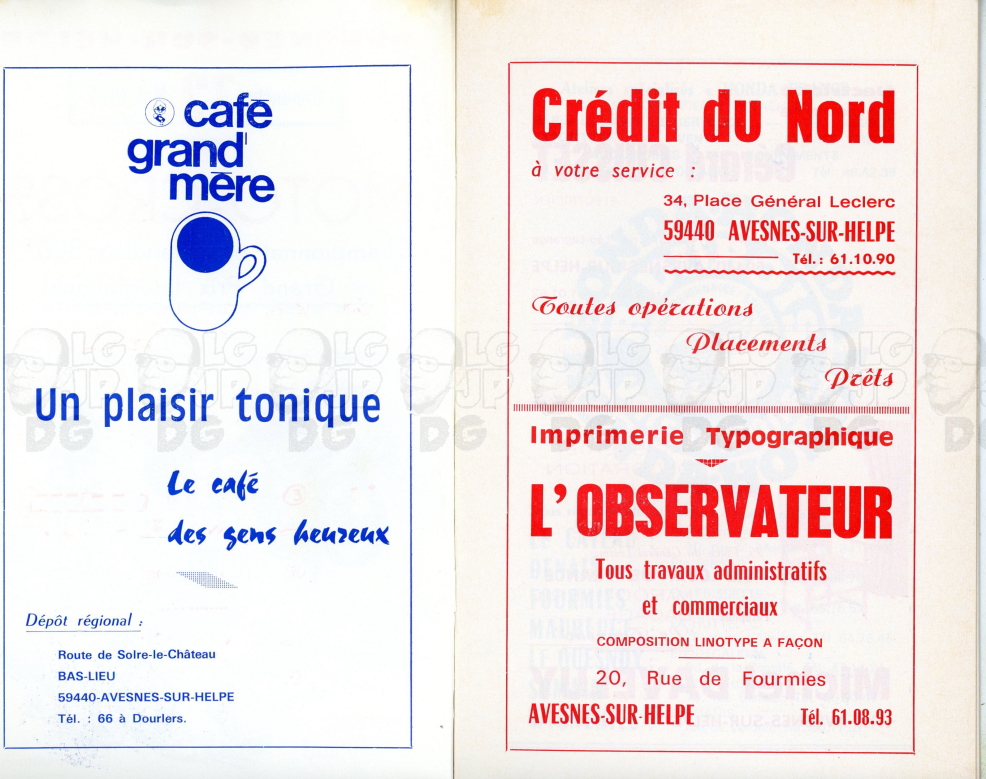 café
grand'
mère
Un plaisir tonique
Le café
des gens heureux
Dépôt régional :
Route de Solre-le-Château
BAS-LIEU
59440-AVESNES-SUR-HELPE
Tél. : 66 à Dourlers.
Crédit du Nord
à votre service :
34, Place Général Leclerc
59440 AVESNES-SUR-HELPE
Tél. : 61.10.90
Toutes opérations
Placements
Prêts
Imprimerie Typographique
L'OBSERVATEUR
Tous travaux administratifs
et commerciaux
COMPOSITION LINOTYPE A FAÇON
20, Rue de Fourmies
AVESNES-SUR-HELPE Tél. 61.08.93
LG JP DG